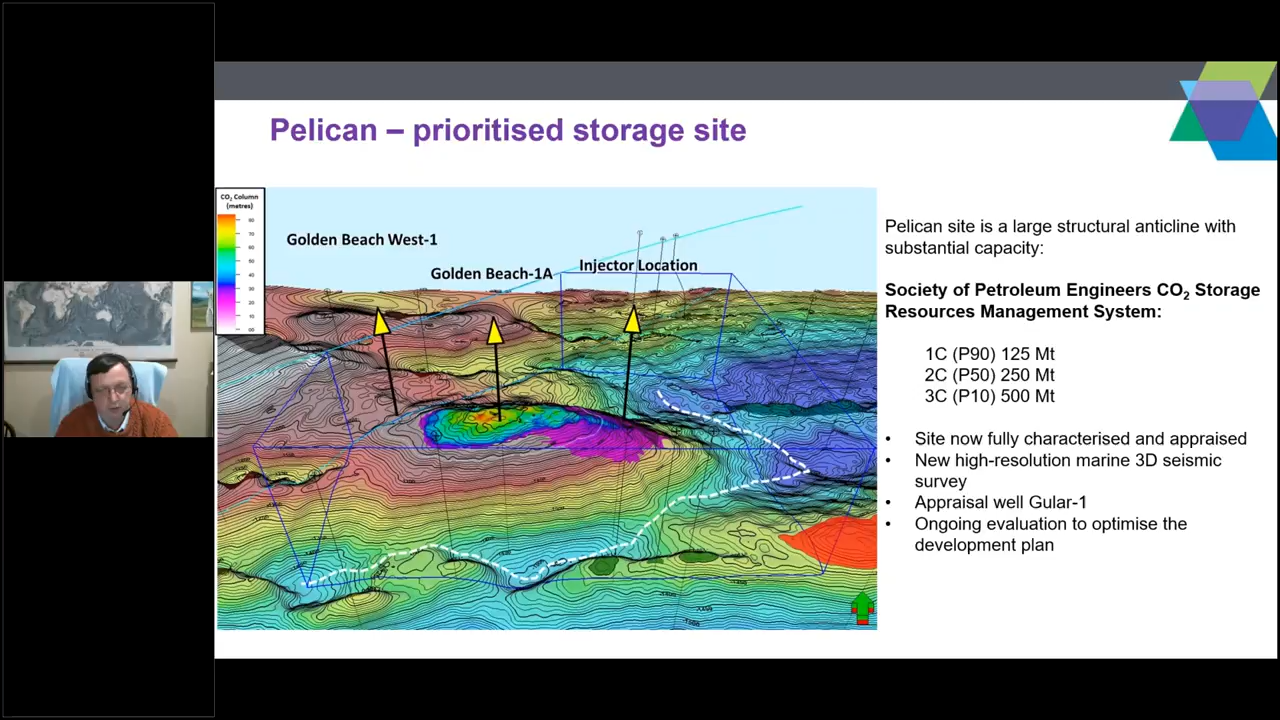 Pelican – prioritised storage site
CO2 Column
(metres)
Golden Beach West-1
Golden Beach-1A
Injector Location
Pelican site is a large structural anticline with
substantial capacity:
Society of Petroleum Engineers CO2 Storage
Resources Management System:
1C (P90) 125 Mt
2C (P50) 250 Mt
3C (P10) 500 Mt
• Site now fully characterised and appraised
• New high-resolution marine 3D seismic
survey
• Appraisal well Gular-1
• Ongoing evaluation to optimise the
development plan